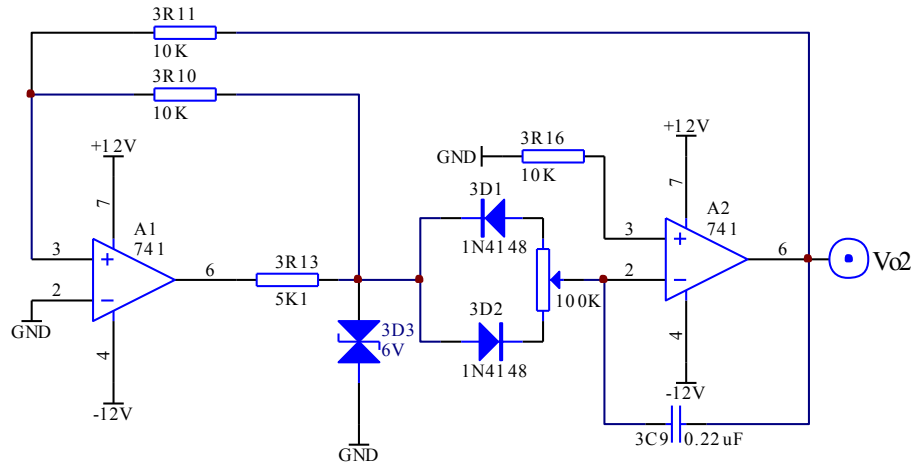 3R11
10K
3R10
10K
+12V
3R16
GND
10K
7
7
3D1
A2
741
A1
741
3
1N4148
3
6
Vo2
6
3R13
2
2
5K1
100K
GND
3D2
3D3
6V
4
1N4148
4
-12V
-12V
3C9
0.22uF
GND
+12V